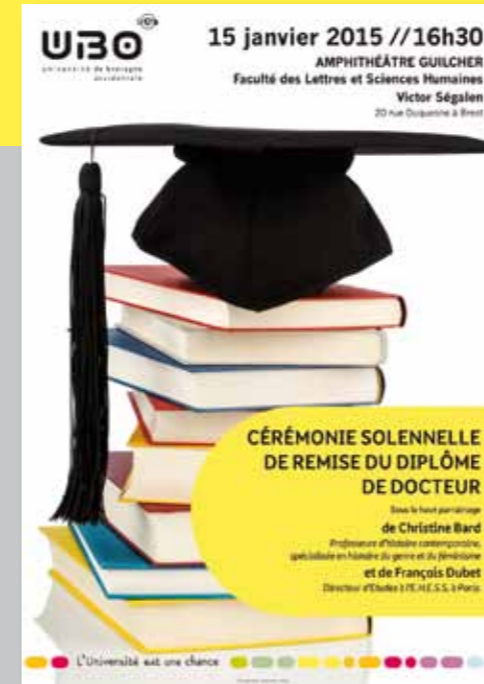 UBO
université de bretagne
occidentale
15 janvier 2015 // 16h30
AMPHITHÉÂTRE GUILCHER
Faculté des Lettres et Sciences Humaines
Victor Ségalen
20 rue Duquesne à Brest
CÉRÉMONIE SOLENNELLE
DE REMISE DU DIPLÔME
DE DOCTEUR
Sous le haut parrainage
de Christine Bard
Professeure d'histoire contemporaine,
spécialisée en histoire du genre et du féminisme
et de François Dubet
Directeur d'Etudes à l'E.H.E.S.S. à Paris.
L'Université est une chance